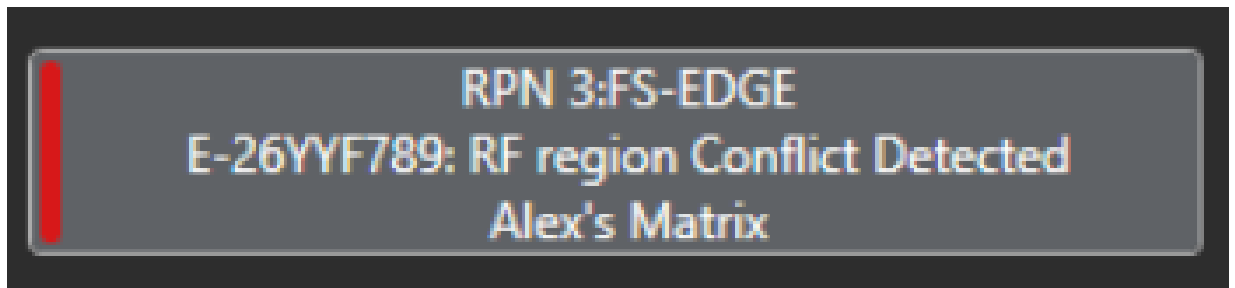 RPN 3:FS-EDGE
E-26YYF789: RF region Conflict Detected
Alex's Matrix